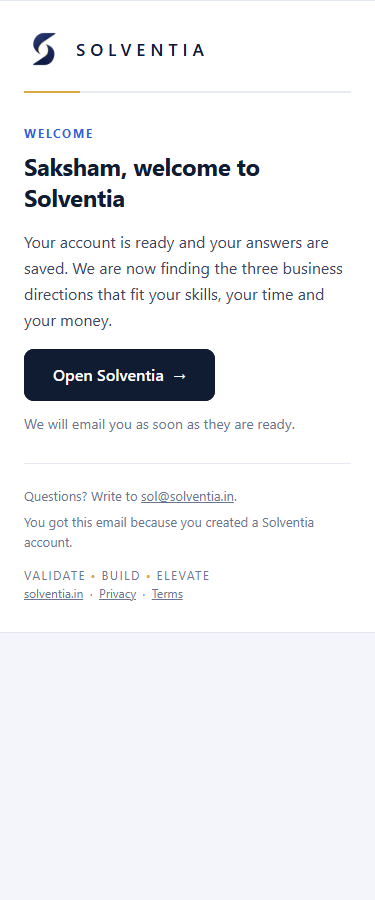 SOLVENTIA
WELCOME
Saksham, welcome to
Solventia
Your account is ready and your answers are
saved. We are now finding the three business
directions that fit your skills, your time and
your money.
Open Solventia →
We will email you as soon as they are ready.
Questions? Write to sol@solventia.in.
You got this email because you created a Solventia
account.
VALIDATE • BUILD • ELEVATE
solventia.in · Privacy · Terms